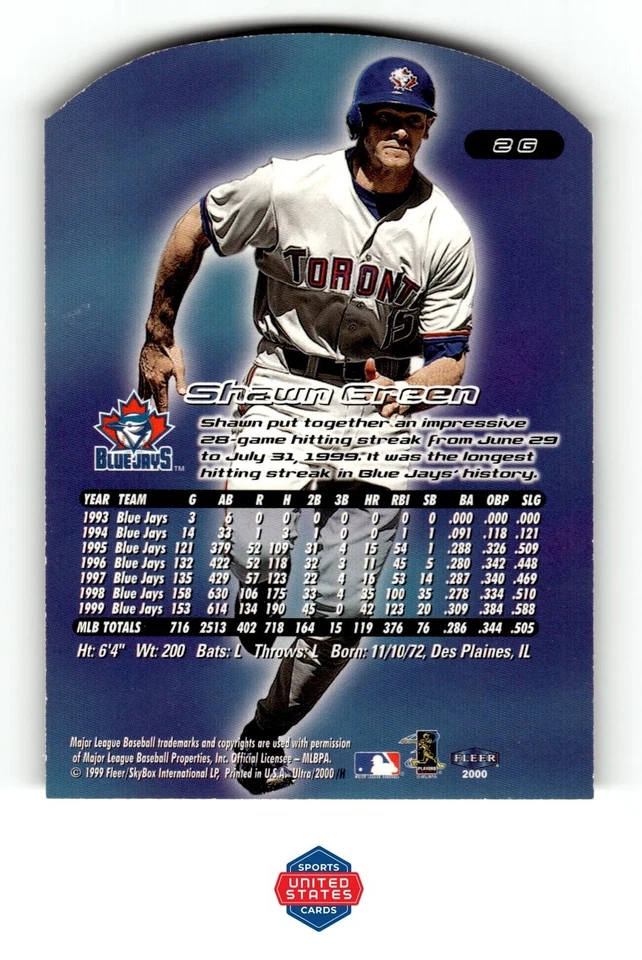 2G
TORONTO
15
Shawn Green
Shawn put together an impressive
28-game hitting streak from June 29
to July 31, 1999. It was the longest
hitting streak in Blue Jays' history.
BLUE JAYS TM
YEAR TEAM G AB R H 2B 3B HR RBI SB BA OBP SLG
1993 Blue Jays 3 6 0 0 0 0 0 0 0 .000 .000 .000
1994 Blue Jays 14 33 1 3 1 0 0 1 1 .091 .118 .121
1995 Blue Jays 121 379 52 109 31 4 15 54 1 .288 .326 .509
1996 Blue Jays 132 422 52 118 32 3 11 45 5 .280 .342 .448
1997 Blue Jays 135 429 57 123 22 4 16 53 14 .287 .340 .469
1998 Blue Jays 158 630 106 175 33 4 35 100 35 .278 .334 .510
1999 Blue Jays 153 614 134 190 45 0 42 123 20 .309 .384 .588
MLB TOTALS 716 2513 402 718 164 15 119 376 76 .286 .344 .505
Ht: 6'4" Wt: 200 Bats: L Throws: L Born: 11/10/72, Des Plaines, IL
Major League Baseball trademarks and copyrights are used with permission
of Major League Baseball Properties, Inc. Official Licensee – MLBPA.
© 1999 Fleer/SkyBox International LP, Printed in U.S.A. Ultra/2000/H
MAJOR LEAGUE BASEBALL
PLAYERS
FLEER
2000
SPORTS
UNITED
STATES
CARDS